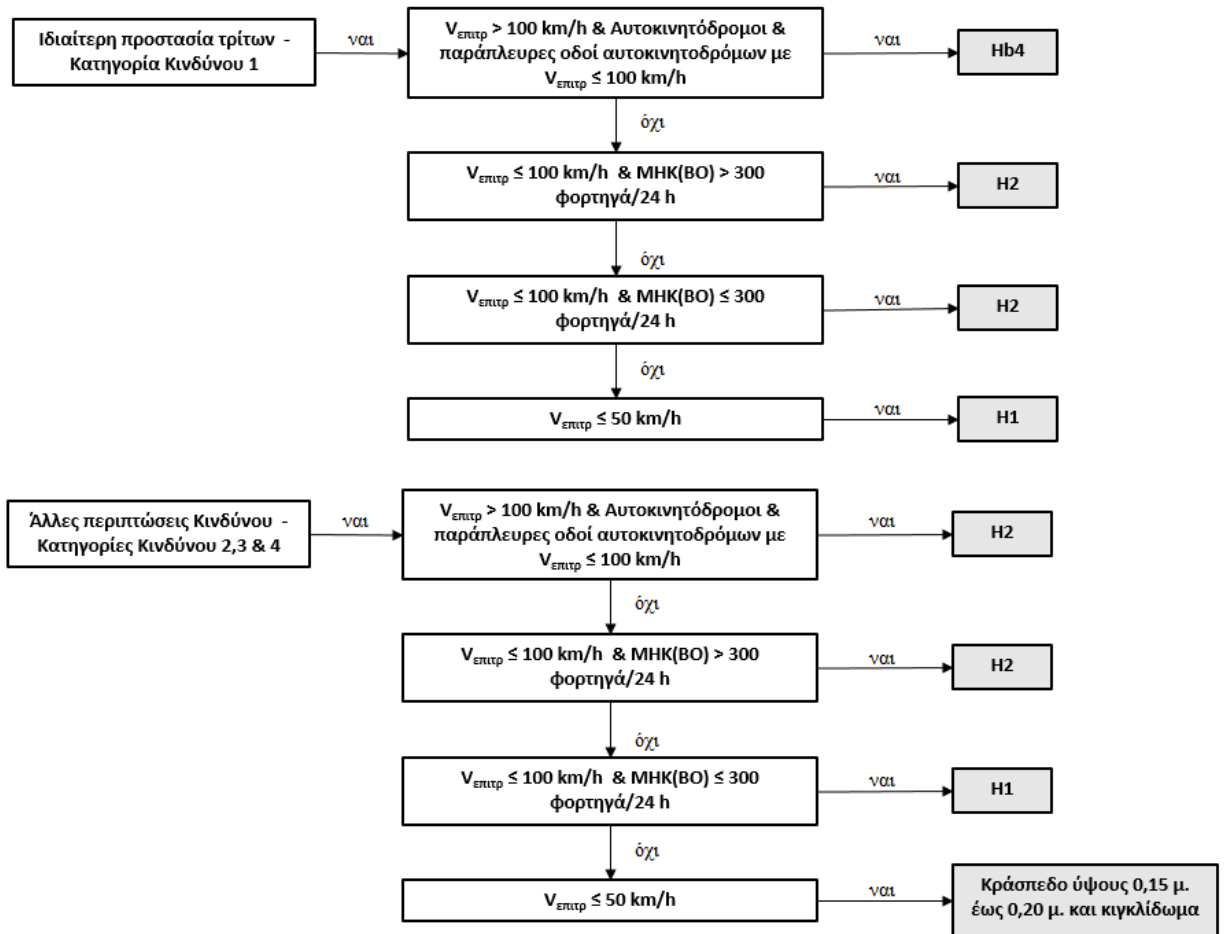 Ιδιαίτερη προστασία τρίτων -
Κατηγορία Κινδύνου 1
ναι
Vεπιτρ > 100 km/h & Αυτοκινητόδρομοι &
παράπλευρες οδοί αυτοκινητοδρόμων με
Vεπιτρ ≤ 100 km/h
ναι
Hb4
όχι
Vεπιτρ ≤ 100 km/h & ΜΗΚ(ΒΟ) > 300
φορτηγά/24 h
ναι
H2
όχι
Vεπιτρ ≤ 100 km/h & ΜΗΚ(ΒΟ) ≤ 300
φορτηγά/24 h
ναι
H2
όχι
Vεπιτρ ≤ 50 km/h
ναι
H1
Άλλες περιπτώσεις Κινδύνου -
Κατηγορίες Κινδύνου 2,3 & 4
ναι
Vεπιτρ > 100 km/h & Αυτοκινητόδρομοι &
παράπλευρες οδοί αυτοκινητοδρόμων με
Vεπιτρ ≤ 100 km/h
ναι
H2
όχι
Vεπιτρ ≤ 100 km/h & ΜΗΚ(ΒΟ) > 300
φορτηγά/24 h
ναι
H2
όχι
Vεπιτρ ≤ 100 km/h & ΜΗΚ(ΒΟ) ≤ 300
φορτηγά/24 h
ναι
H1
όχι
Vεπιτρ ≤ 50 km/h
ναι
Κράσπεδο ύψους 0,15 μ.
έως 0,20 μ. και κιγκλίδωμα